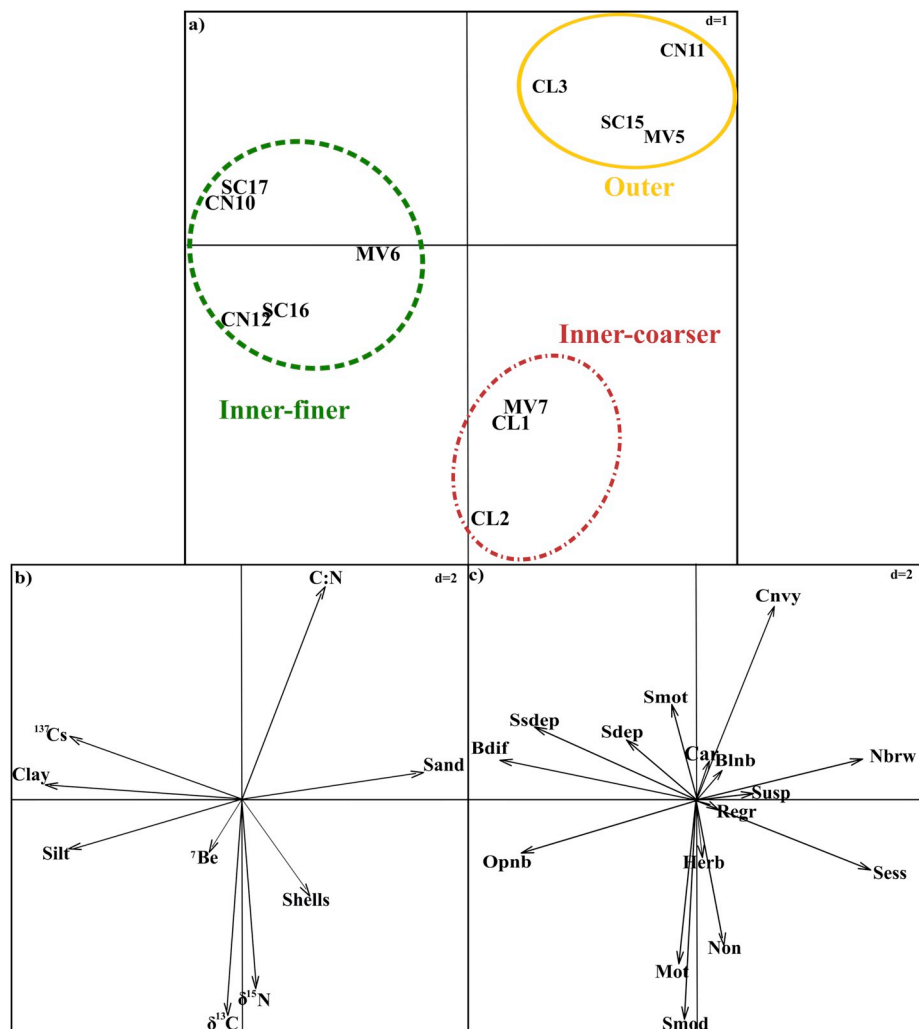 a)
d=1
CN11
CL3
SC15
MV5
Outer
SC17
CN10
MV6
SC16
CN12
Inner-finer
Inner-coarser
MV7
CL1
CL2
b)
d=2
C:N
¹³⁷Cs
Clay
Sand
Silt
⁷Be
Shells
δ¹⁵N
δ¹³C
c)
d=2
Cnvy
Smot
Ssdep
Sdep
Bdif
Car
Blnb
Nbrw
Susp
Regr
Opnb
Herb
Sess
Non
Mot
Smod